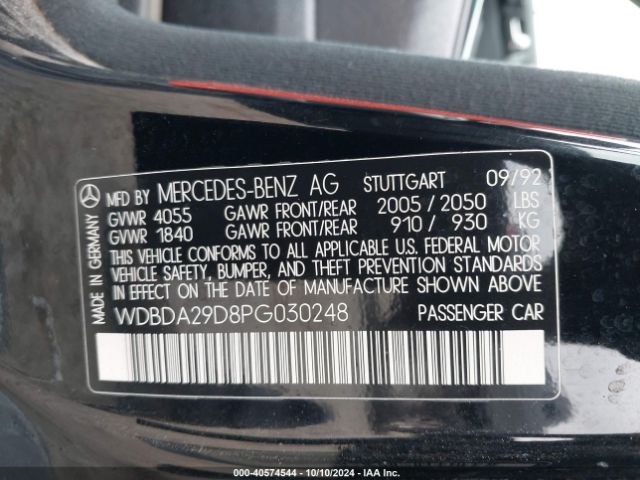 MADE IN GERMANY
MFD BY MERCEDES-BENZ AG STUTTGART 09/92
GVWR 4055 GAWR FRONT/REAR 2005 / 2050 LBS
GVWR 1840 GAWR FRONT/REAR 910 / 930 KG
THIS VEHICLE CONFORMS TO ALL APPLICABLE U.S. FEDERAL MOTOR
VEHICLE SAFETY, BUMPER, AND THEFT PREVENTION STANDARDS
IN EFFECT ON THE DATE OF MANUFACTURE SHOWN ABOVE.
WDBDA29D8PG030248 PASSENGER CAR
000-40574544 | 10/10/2024 | IAA Inc.